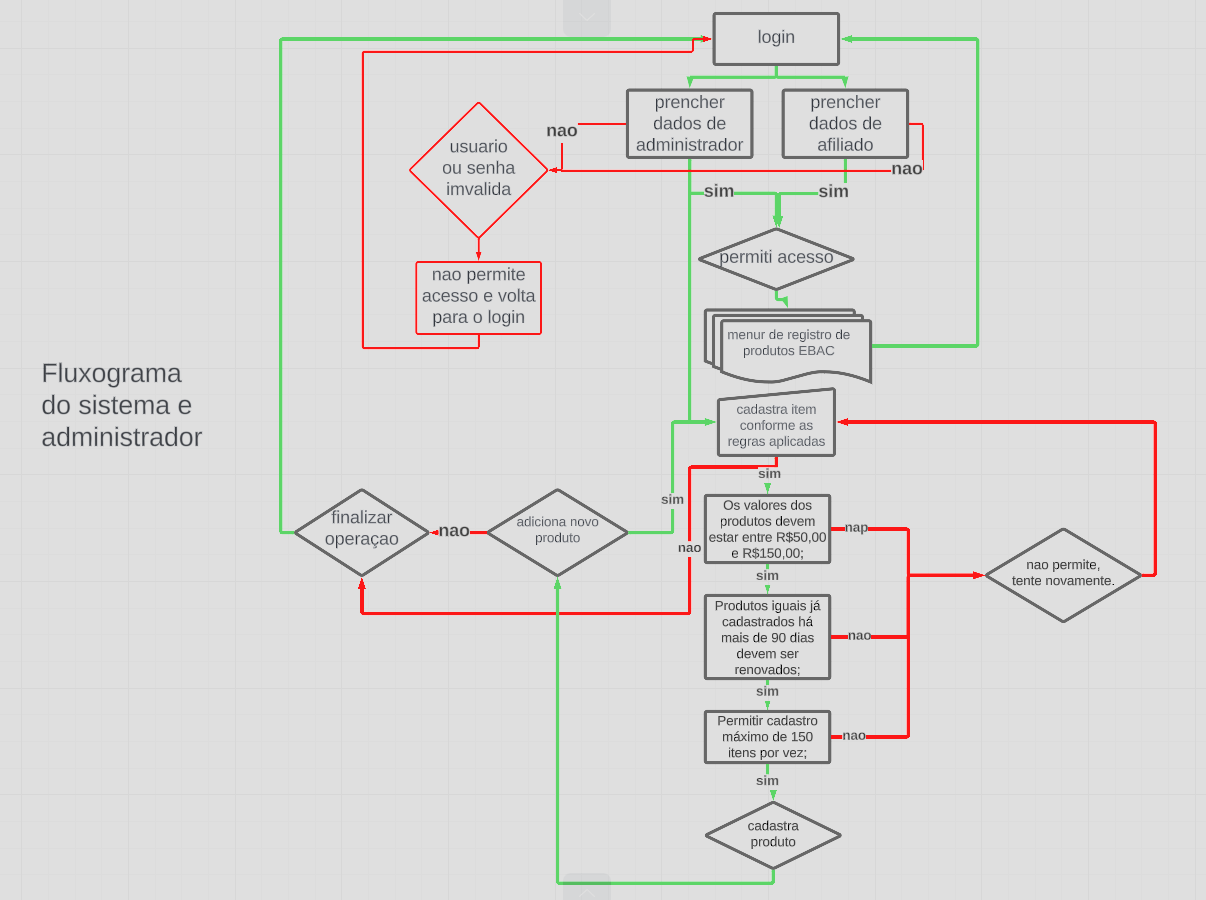 login
prencher
dados de
administrador
prencher
dados de
afiliado
nao
nao
usuario
ou senha
imvalida
sim
sim
permiti acesso
nao permite
acesso e volta
para o login
menur de registro de
produtos EBAC
Fluxograma
do sistema e
administrador
cadastra item
conforme as
regras aplicadas
sim
sim
nao
Os valores dos
produtos devem
estar entre R$50,00
e R$150,00;
nap
finalizar
operaçao
nao
adiciona novo
produto
nao permite,
tente novamente.
sim
Produtos iguais já
cadastrados há
mais de 90 dias
devem ser
renovados;
nao
sim
Permitir cadastro
máximo de 150
itens por vez;
nao
sim
cadastra
produto